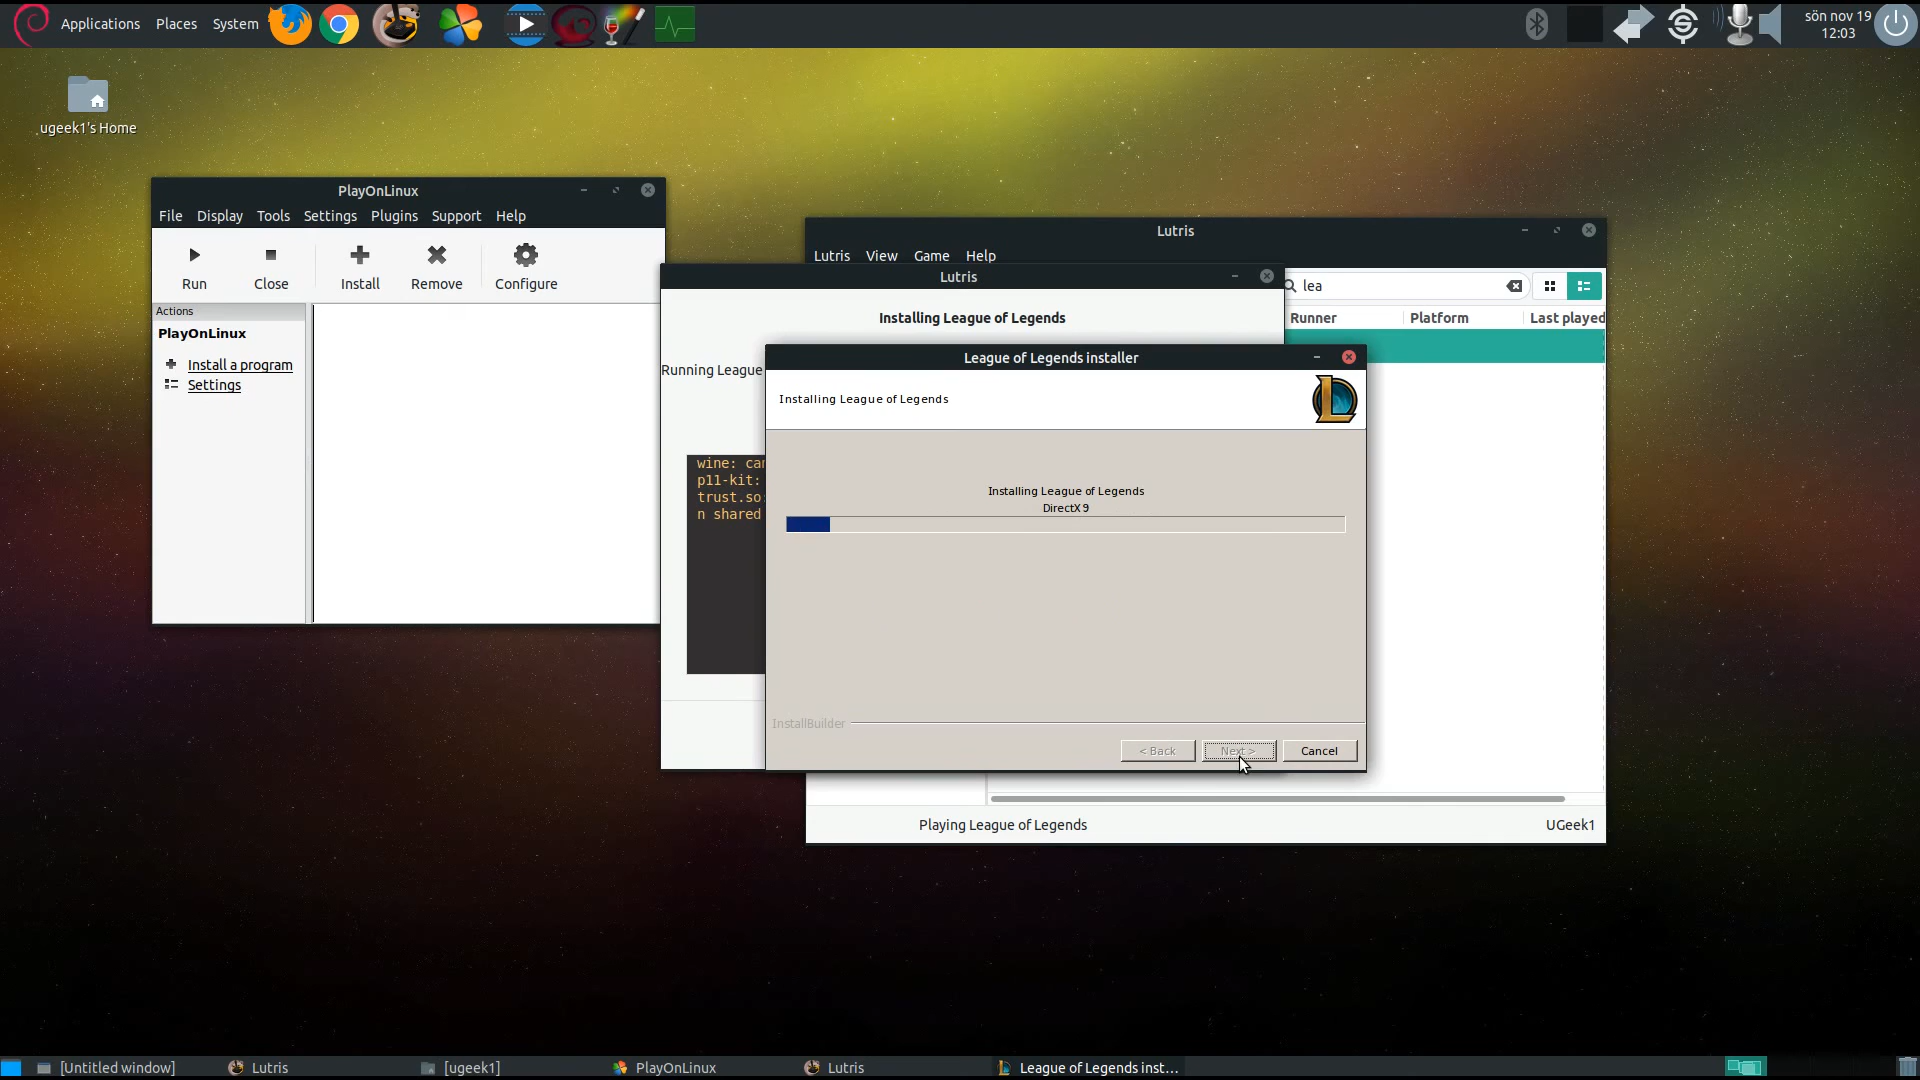 Applications Places System
sön nov 19
12:03
ugeek1's Home
PlayOnLinux
File Display Tools Settings Plugins Support Help
Run Close Install Remove Configure
Actions
PlayOnLinux
Install a program
Settings
Lutris
Lutris View Game Help
lea
Runner Platform Last played
Playing League of Legends UGeek1
Lutris
Installing League of Legends
Running League
wine:
p11-kit:
trust.so:
n shared
League of Legends installer
Installing League of Legends
Installing League of Legends
DirectX 9
InstallBuilder
< Back Next > Cancel
[Untitled window] Lutris [ugeek1] PlayOnLinux Lutris League of Legends inst...